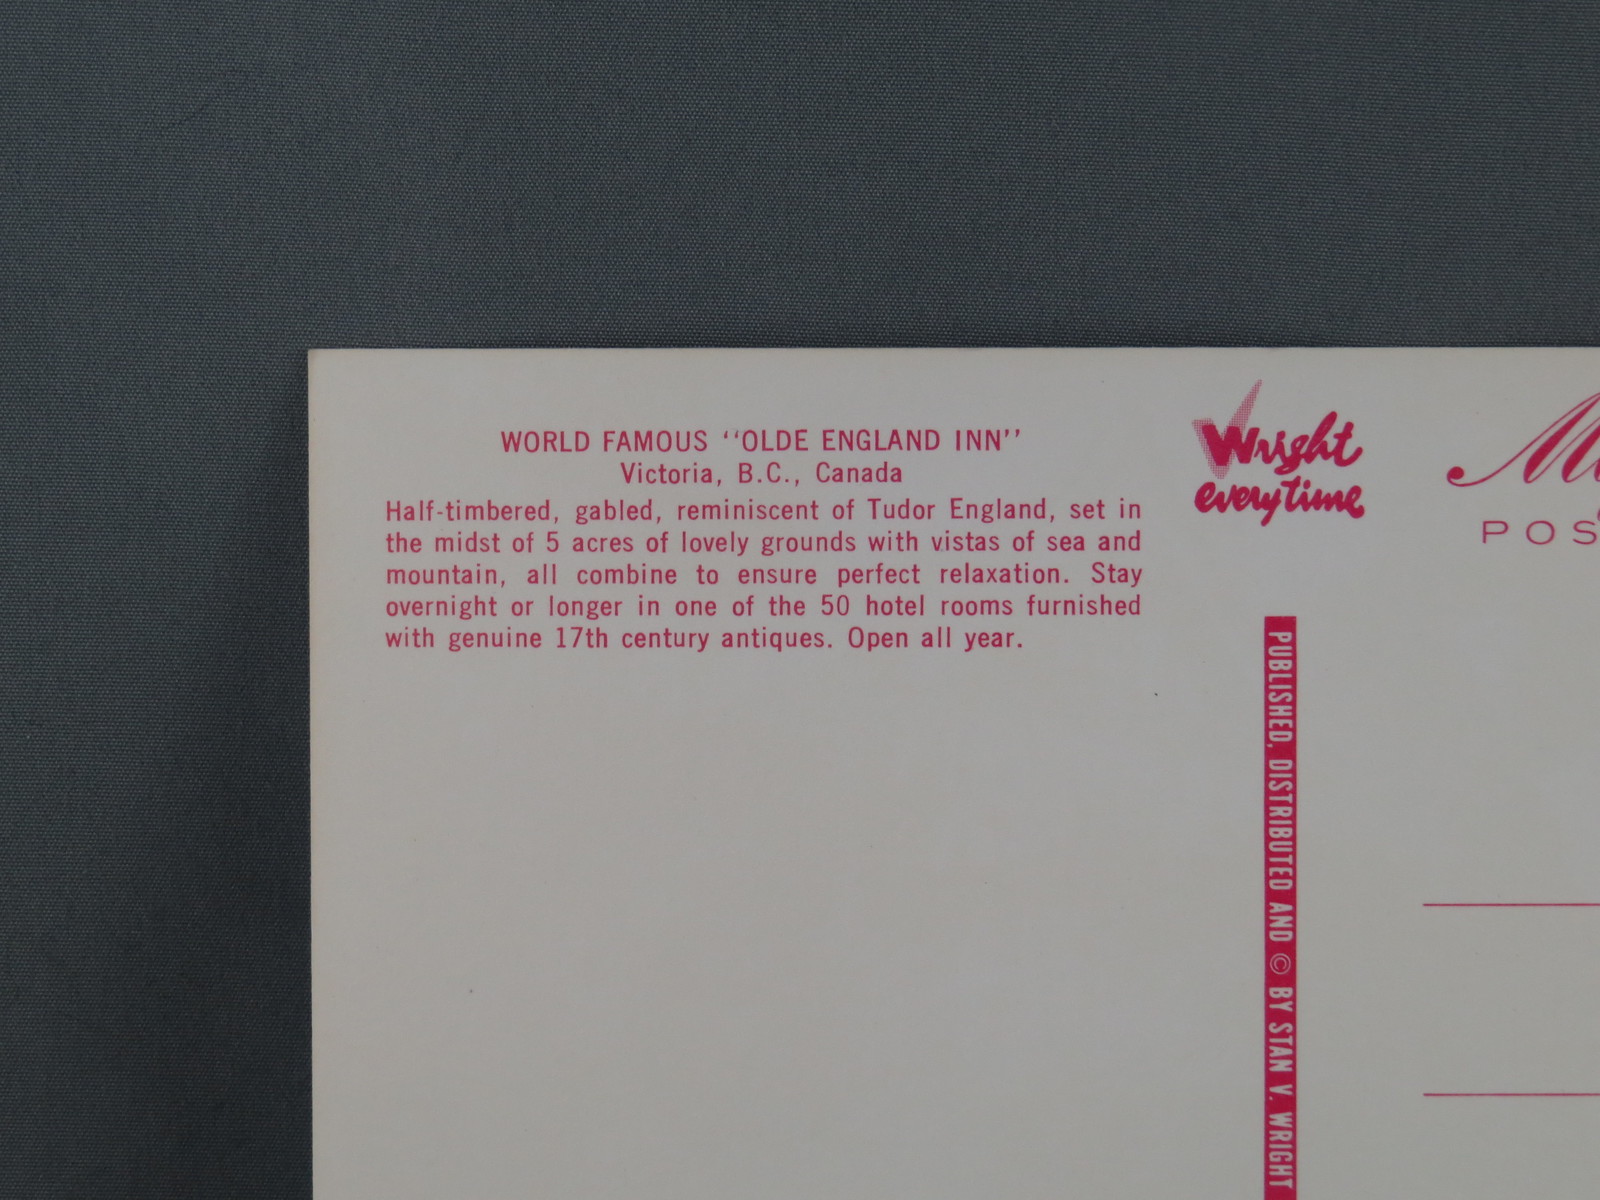 WORLD FAMOUS ‘‘OLDE ENGLAND INN’’
Victoria, B.C., Canada
Half-timbered, gabled, reminiscent of Tudor England, set in
the midst of 5 acres of lovely grounds with vistas of sea and
mountain, all combine to ensure perfect relaxation. Stay
overnight or longer in one of the 50 hotel rooms furnished
with genuine 17th century antiques. Open all year.
Wright
everytime
POS
PUBLISHED, DISTRIBUTED AND © BY STAN V. WRIGHT